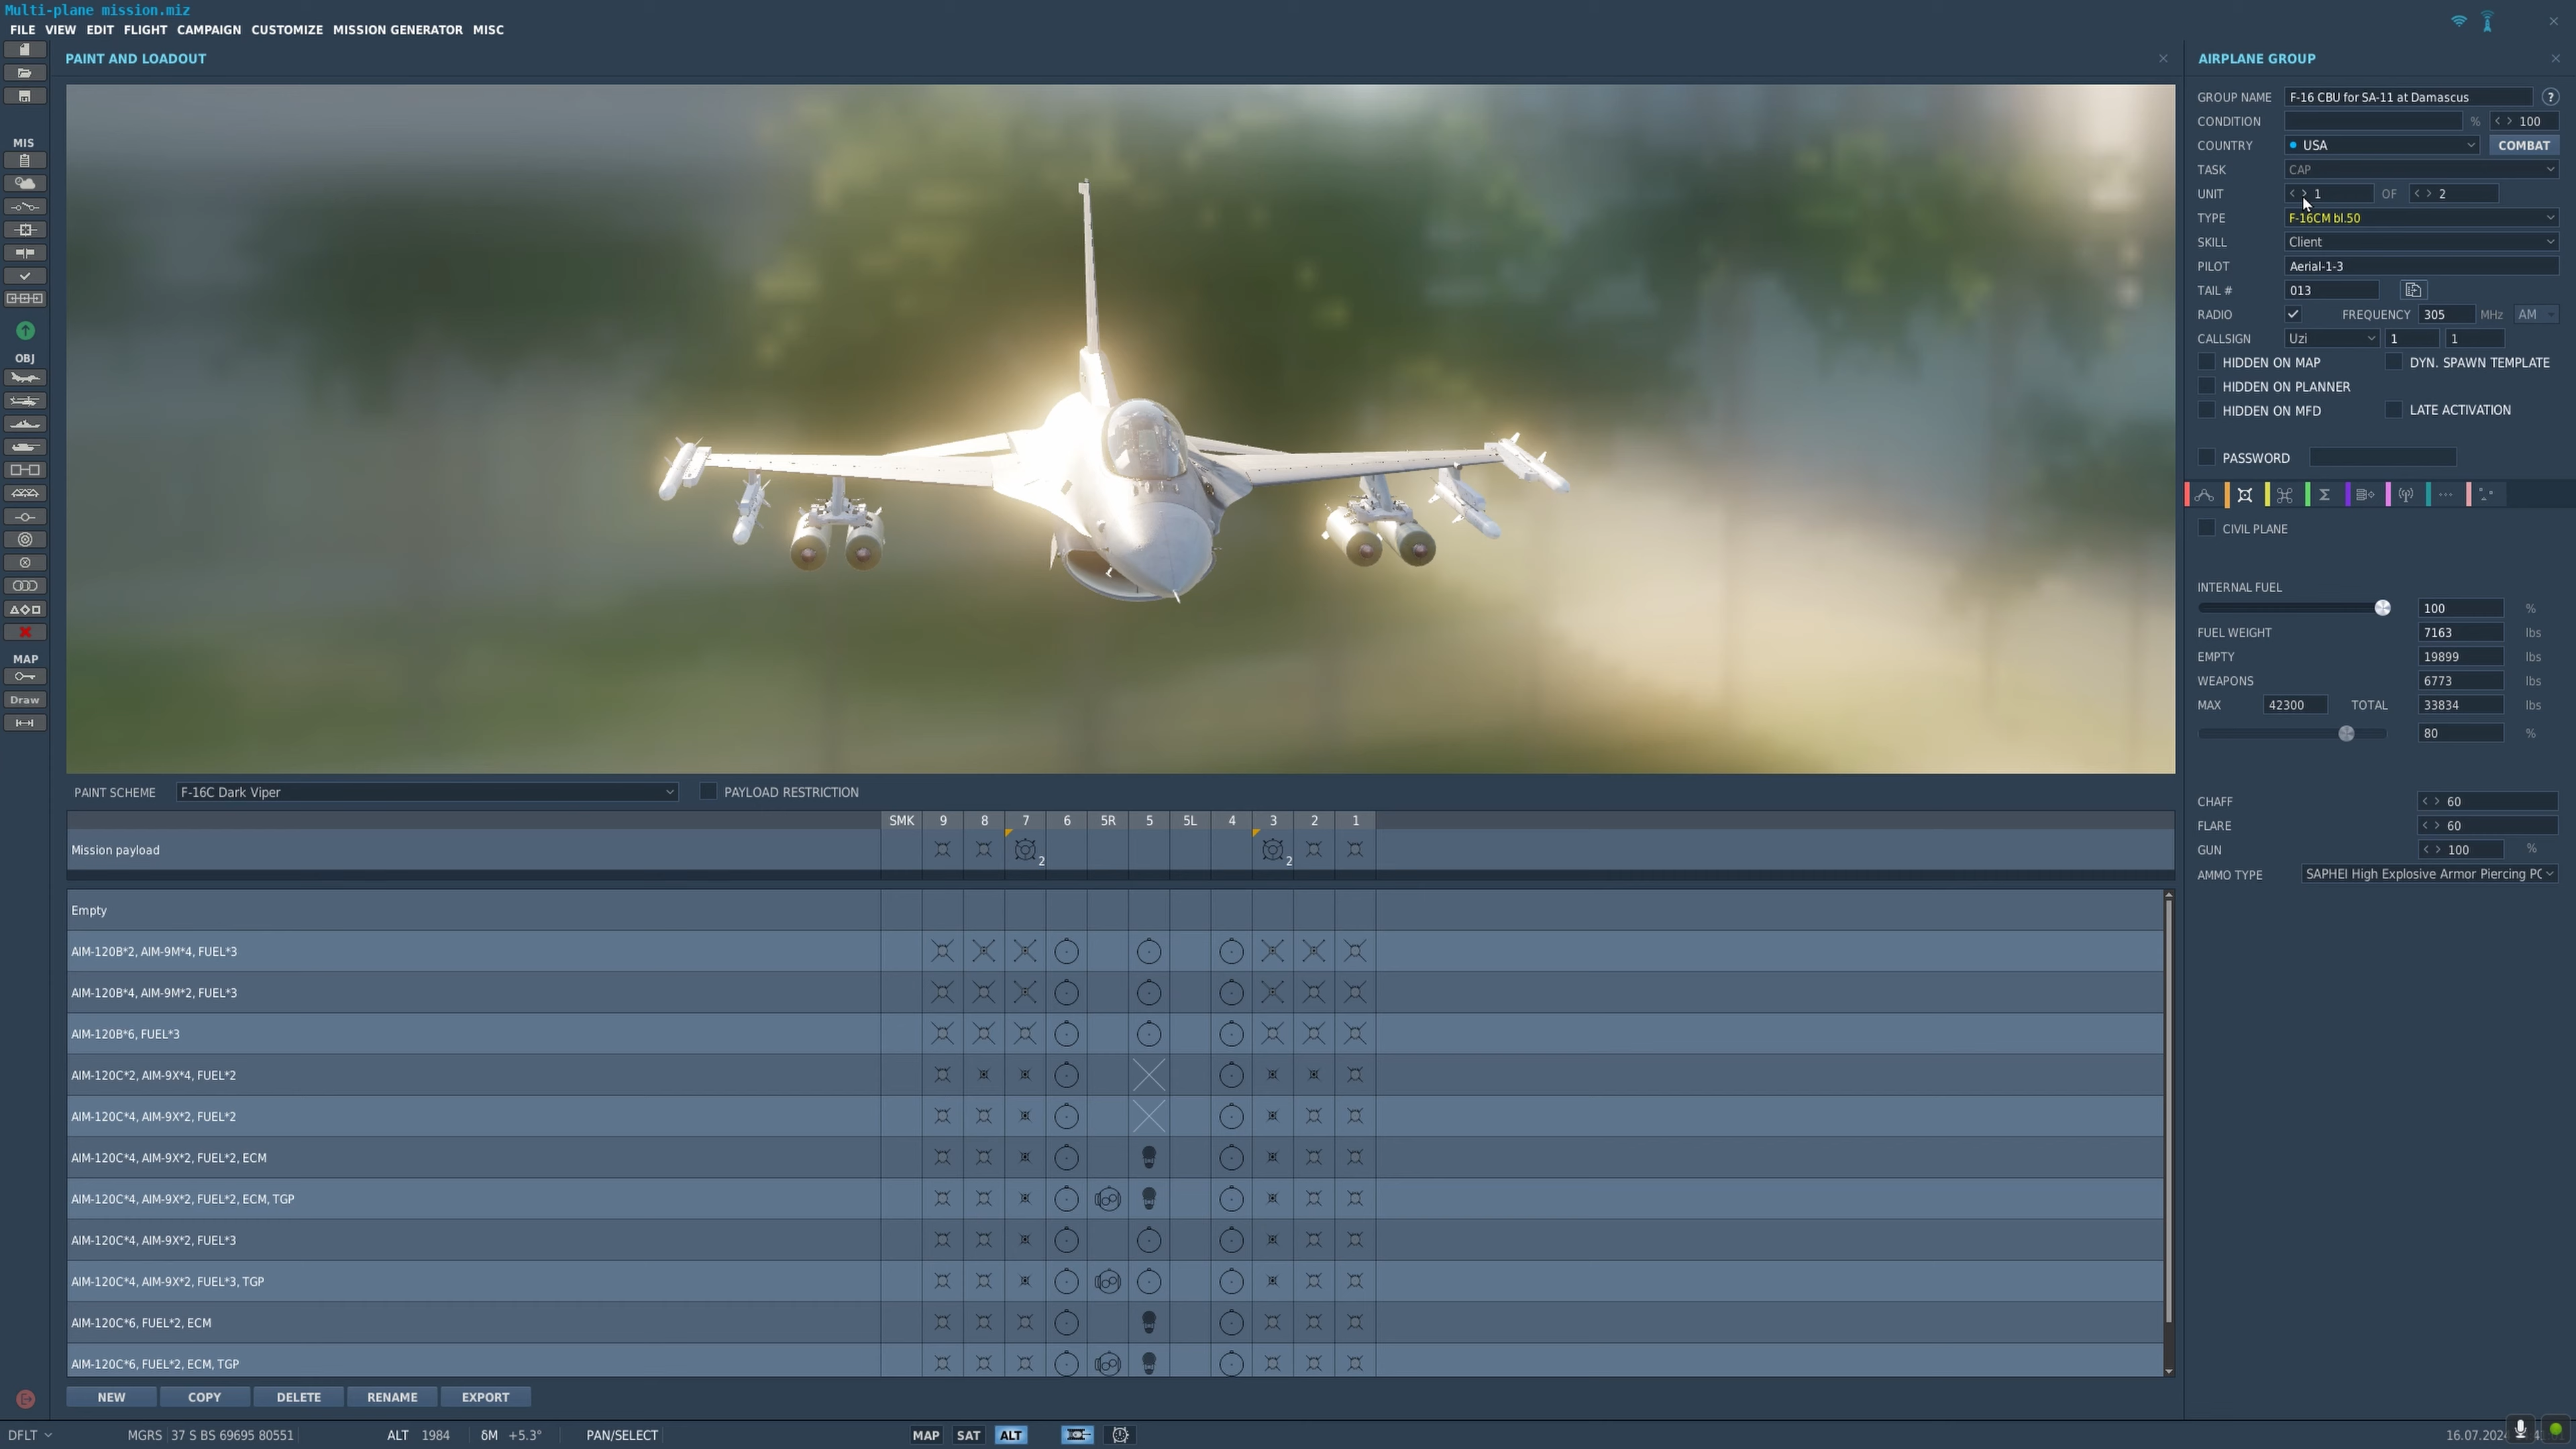 Multi-plane mission.miz
FILE VIEW EDIT FLIGHT CAMPAIGN CUSTOMIZE MISSION GENERATOR MISC
PAINT AND LOADOUT
MIS
OBJ
MAP
Draw
PAINT SCHEME F-16C Dark Viper PAYLOAD RESTRICTION
SMK 9 8 7 6 5R 5 5L 4 3 2 1
Mission payload 2 2
Empty
AIM-120B*2, AIM-9M*4, FUEL*3
AIM-120B*4, AIM-9M*2, FUEL*3
AIM-120B*6, FUEL*3
AIM-120C*2, AIM-9X*4, FUEL*2
AIM-120C*4, AIM-9X*2, FUEL*2
AIM-120C*4, AIM-9X*2, FUEL*2, ECM
AIM-120C*4, AIM-9X*2, FUEL*2, ECM, TGP
AIM-120C*4, AIM-9X*2, FUEL*3
AIM-120C*4, AIM-9X*2, FUEL*3, TGP
AIM-120C*6, FUEL*2, ECM
AIM-120C*6, FUEL*2, ECM, TGP
NEW COPY DELETE RENAME EXPORT
AIRPLANE GROUP
GROUP NAME F-16 CBU for SA-11 at Damascus ?
CONDITION % < > 100
COUNTRY USA COMBAT
TASK CAP
UNIT < > 1 OF < > 2
TYPE F-16CM bl.50
SKILL Client
PILOT Aerial-1-3
TAIL # 013
RADIO FREQUENCY 305 MHz AM
CALLSIGN Uzi 1 1
HIDDEN ON MAP DYN. SPAWN TEMPLATE
HIDDEN ON PLANNER
HIDDEN ON MFD LATE ACTIVATION
PASSWORD
CIVIL PLANE
INTERNAL FUEL
100 %
FUEL WEIGHT 7163 lbs
EMPTY 19899 lbs
WEAPONS 6773 lbs
MAX 42300 TOTAL 33834 lbs
80 %
CHAFF < > 60
FLARE < > 60
GUN < > 100 %
AMMO TYPE SAPHEI High Explosive Armor Piercing PG
DFLT MGRS 37 S BS 69695 80551 ALT 1984 δM +5.3° PAN/SELECT MAP SAT ALT 16.07.202